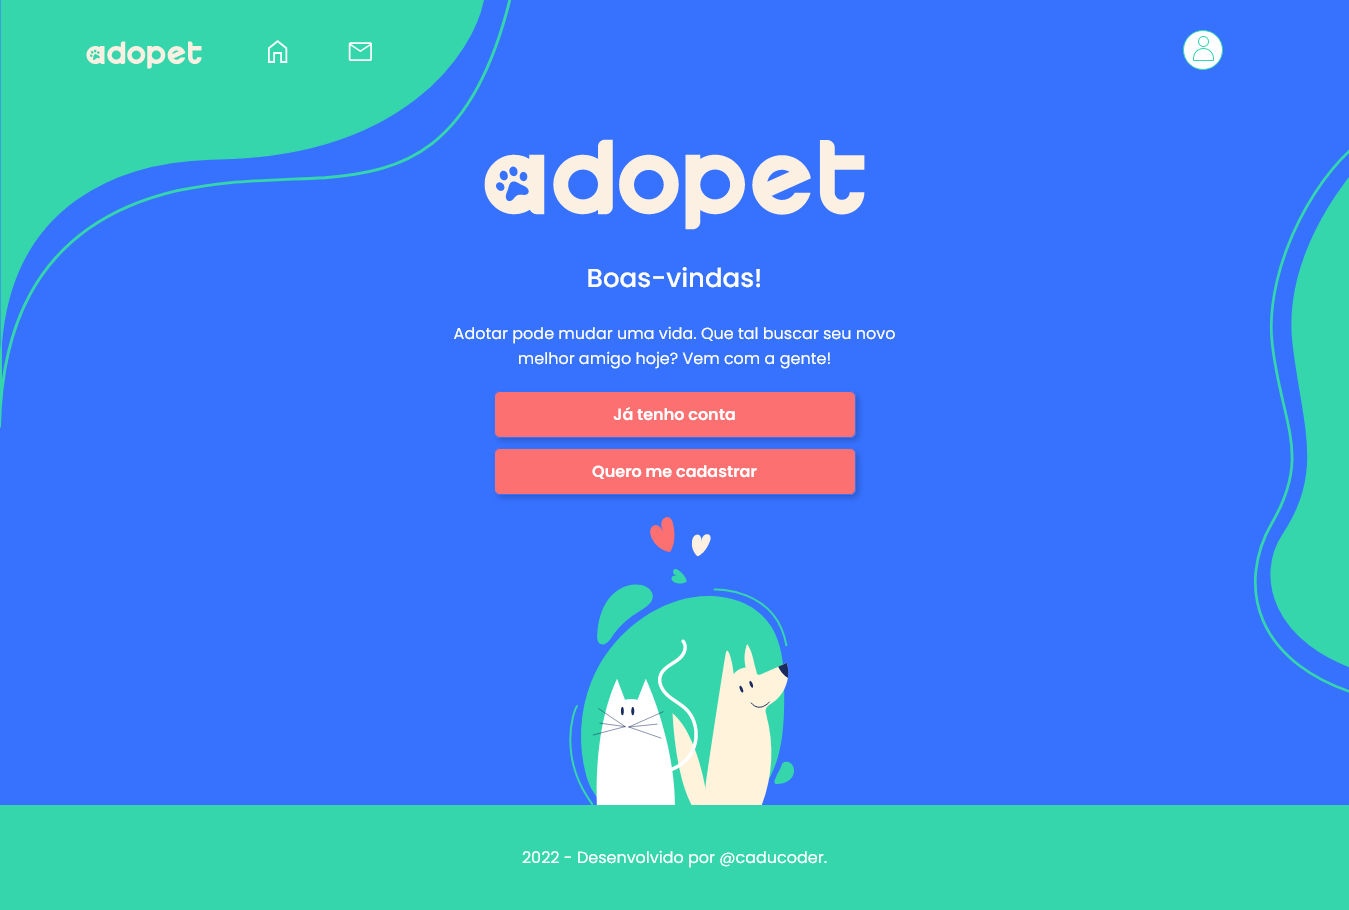 adopet
adopet
Boas-vindas!
Adotar pode mudar uma vida. Que tal buscar seu novo
melhor amigo hoje? Vem com a gente!
Já tenho conta
Quero me cadastrar
2022 - Desenvolvido por @caducoder.